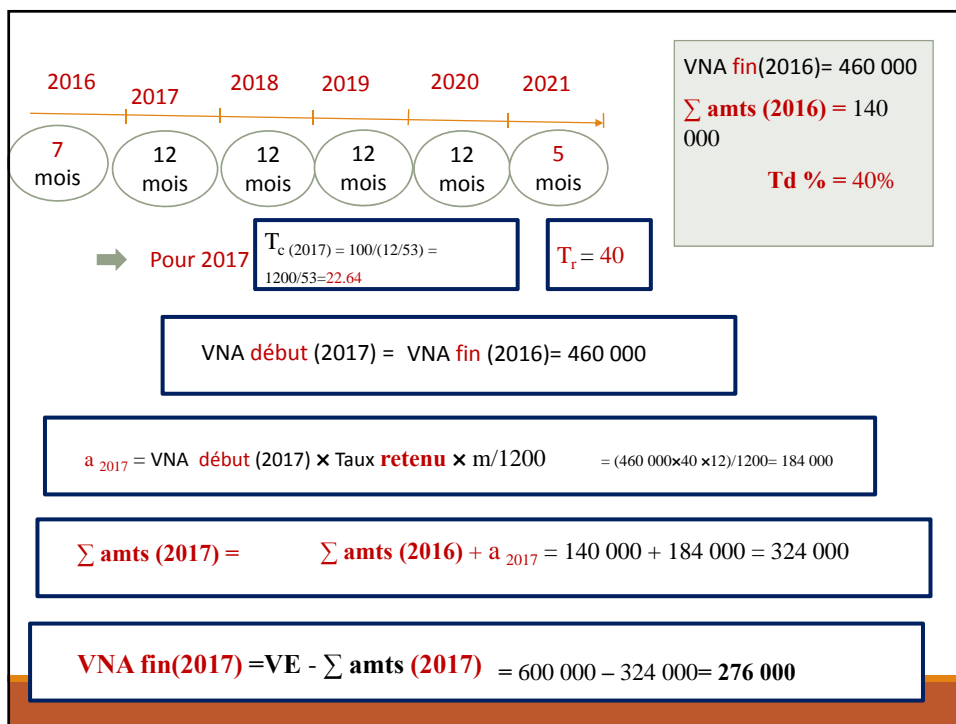 2016
2017
2018
2019
2020
2021
7
mois
12
mois
12
mois
12
mois
12
mois
5
mois
VNA fin(2016)= 460 000
∑ amts (2016) = 140
000
Td % = 40%
Pour 2017
T c (2017) = 100/(12/53) =
1200/53=22.64
T r = 40
VNA début (2017) = VNA fin (2016)= 460 000
a 2017 = VNA début (2017) × Taux retenu × m/1200 = (460 000×40 ×12)/1200= 184 000
∑ amts (2017) = ∑ amts (2016) + a 2017 = 140 000 + 184 000 = 324 000
VNA fin(2017) =VE - ∑ amts (2017) = 600 000 – 324 000= 276 000